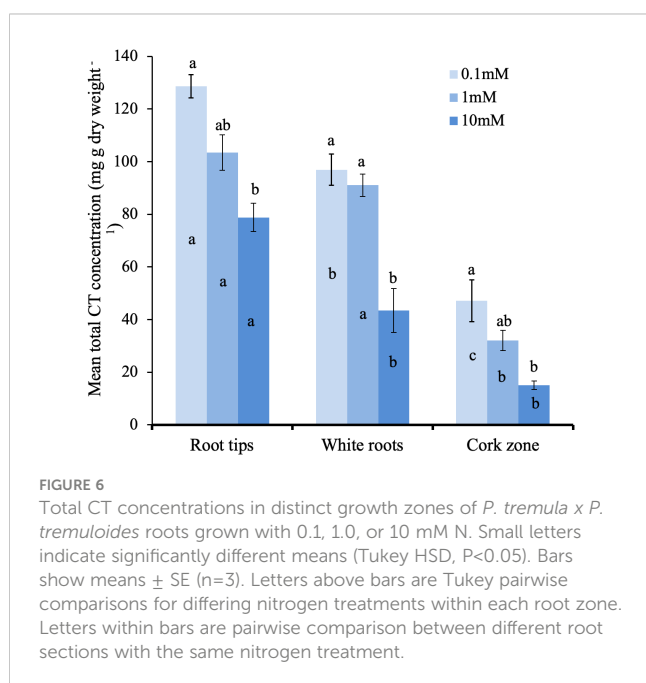 140
120
100
80
60
40
20
0
Mean total CT concentration (mg g dry weight⁻
¹)
0.1mM
1mM
10mM
a
ab
b
a
a
a
a
a
b
b
a
b
a
ab
b
c
b
b
Root tips White roots Cork zone
FIGURE 6
Total CT concentrations in distinct growth zones of P. tremula x P.
tremuloides roots grown with 0.1, 1.0, or 10 mM N. Small letters
indicate significantly different means (Tukey HSD, P<0.05). Bars
show means ± SE (n=3). Letters above bars are Tukey pairwise
comparisons for differing nitrogen treatments within each root zone.
Letters within bars are pairwise comparison between different root
sections with the same nitrogen treatment.